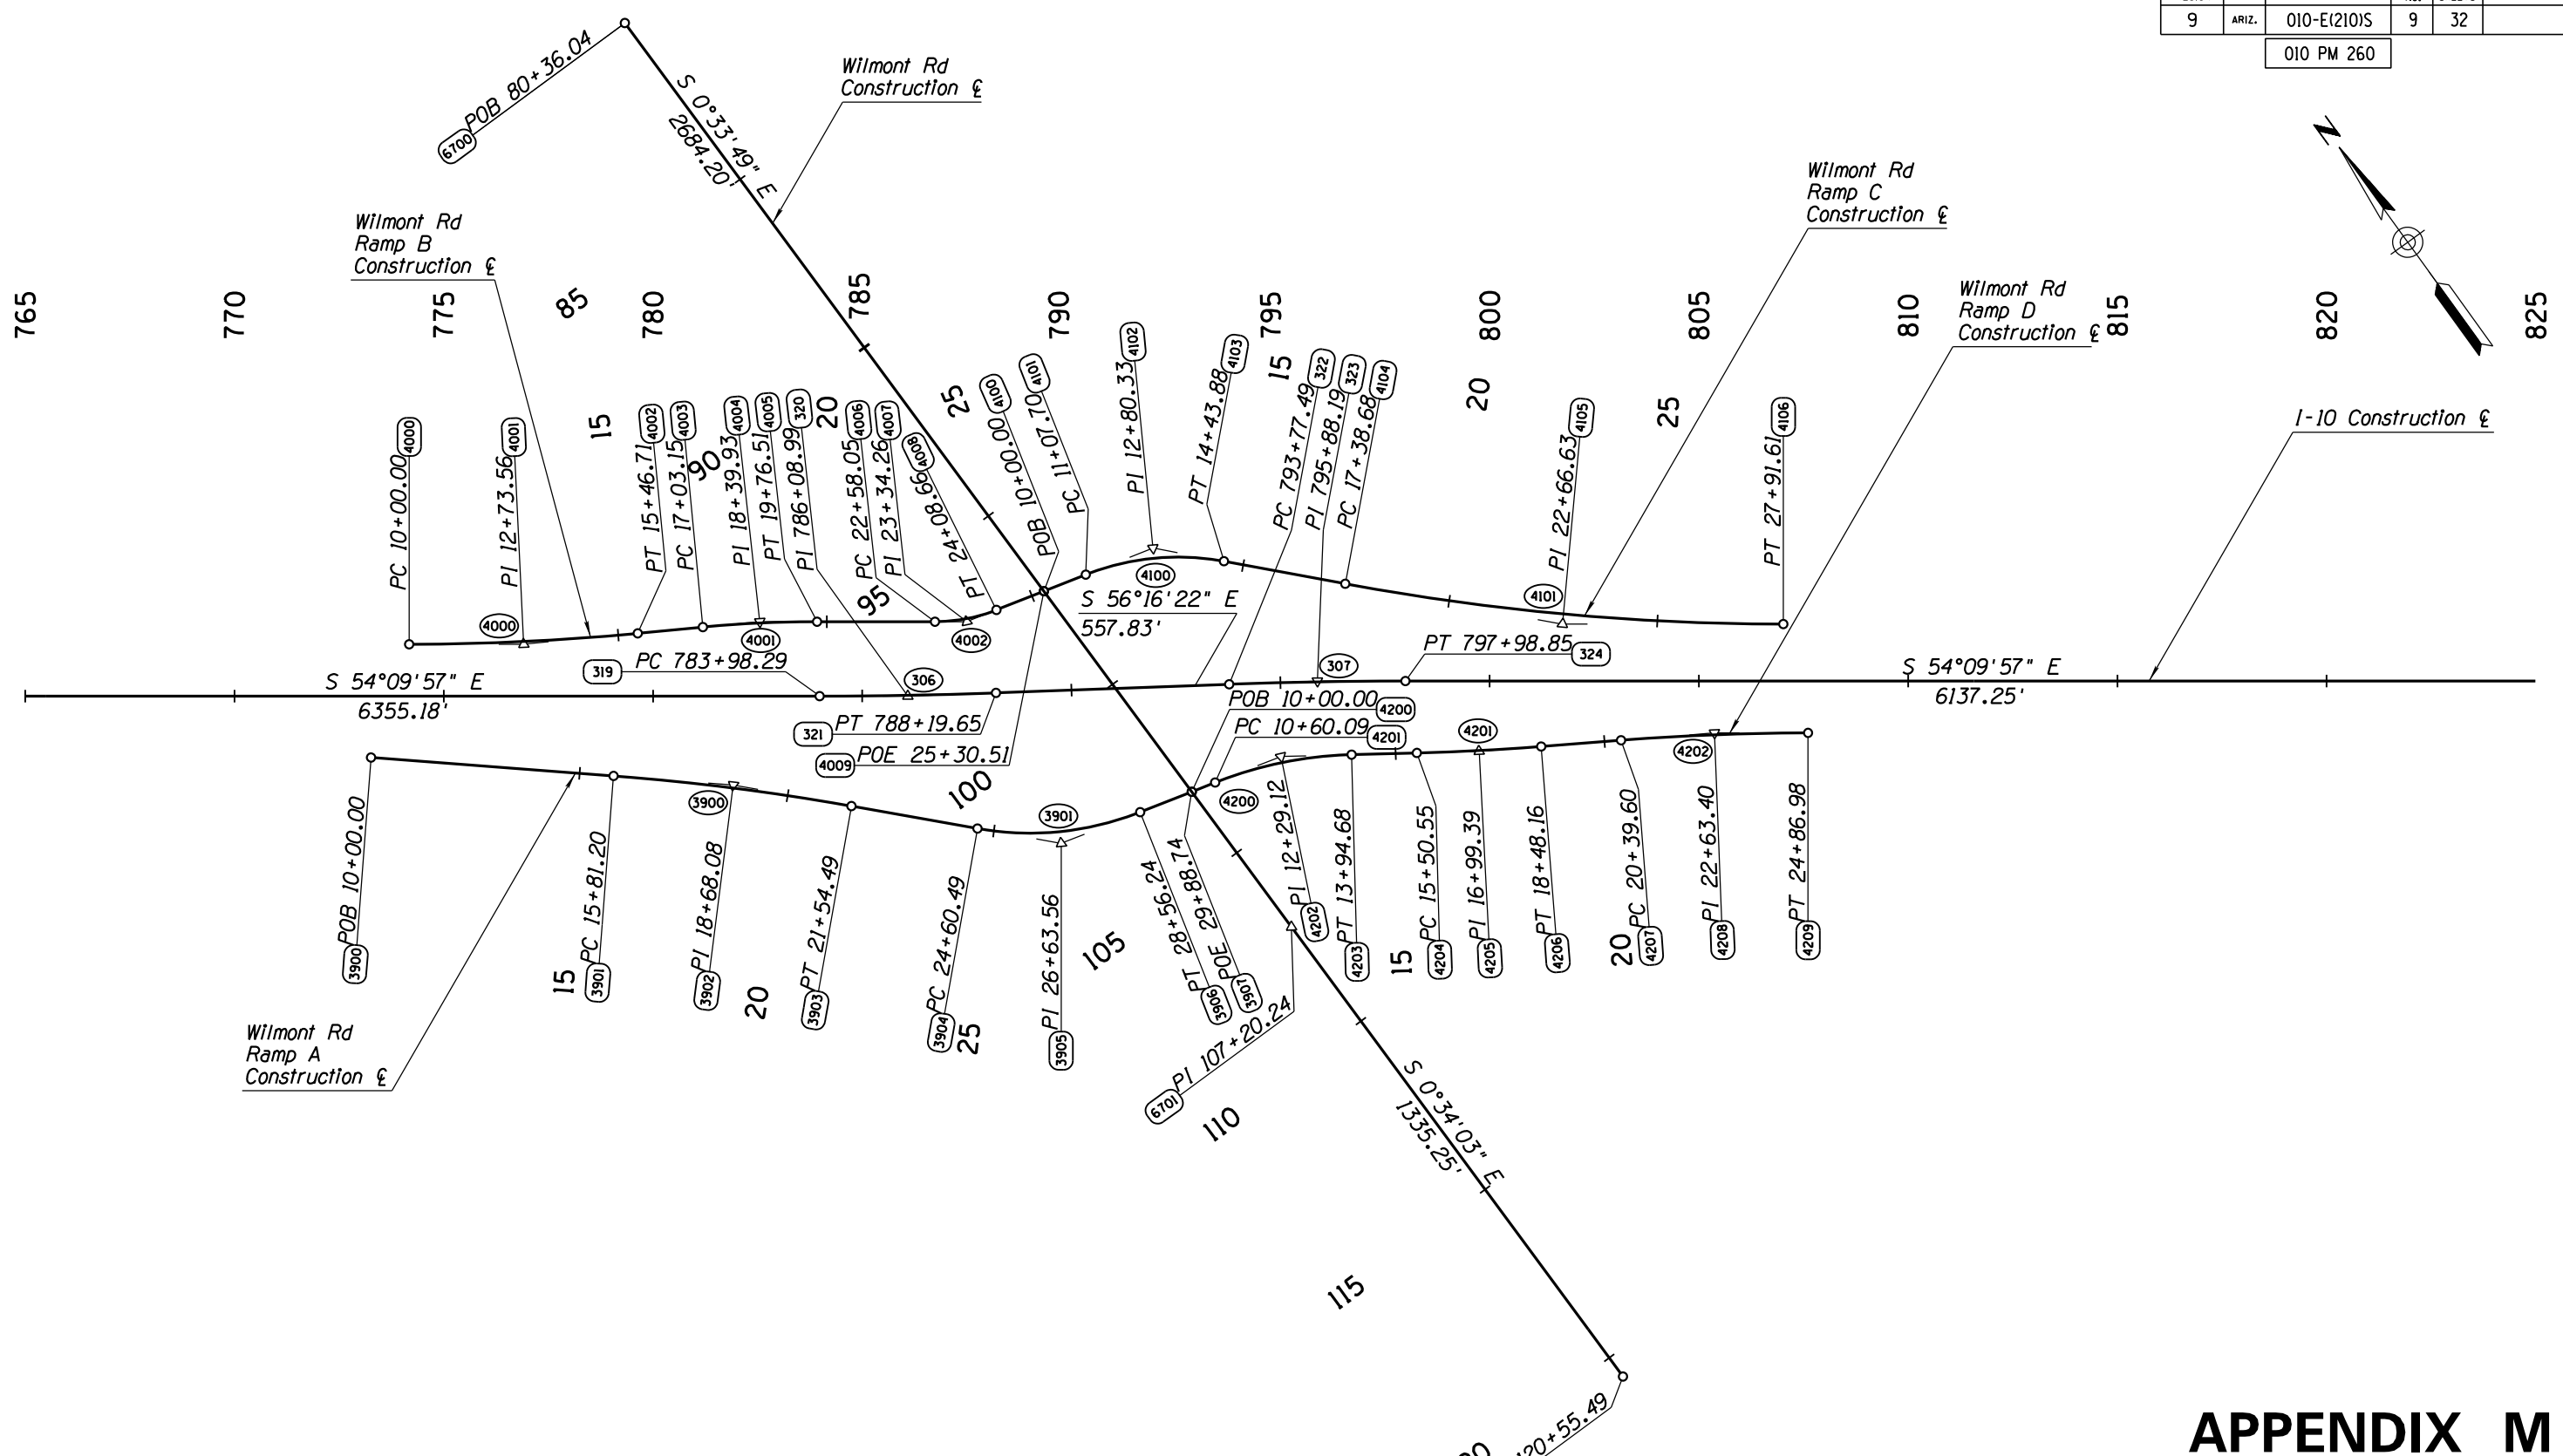 9 ARIZ. 010-E(210)S 9 32
010 PM 260
POB 80+36.04
6700
S 0°33'49" E
2684.20'
Wilmont Rd
Construction ℄
Wilmont Rd
Ramp B
Construction ℄
Wilmont Rd
Ramp C
Construction ℄
Wilmont Rd
Ramp D
Construction ℄
N
I-10 Construction ℄
765
770
775
780
785
790
795
800
805
810
815
820
825
85
90
95
100
105
110
115
15
20
25
15
20
25
PC 10+00.00 4000
PI 12+73.56 4001
PT 15+46.71 4002
PC 17+03.15 4003
PI 18+39.93 4004
PT 19+76.51 4005
PI 786+08.99 320
PC 22+58.05 4006
PI 23+34.26 4007
PT 24+08.66 4008
POB 10+00.00 4100
PC 11+07.70 4101
PI 12+80.33 4102
PT 14+43.88 4103
PC 793+77.49 322
PI 795+88.19 323
PC 17+38.68 4104
PI 22+66.63 4105
PT 27+91.61 4106
4000
4001
4002
4100
4101
S 56°16'22" E
557.83'
319 PC 783+98.29
306
307
PT 797+98.85 324
S 54°09'57" E
6355.18'
S 54°09'57" E
6137.25'
321 PT 788+19.65
4009 POE 25+30.51
POB 10+00.00 4200
PC 10+60.09 4201
4200
4201
4202
3900
3901
POB 10+00.00 3900
PC 15+81.20 3901
PI 18+68.08 3902
PT 21+54.49 3903
PC 24+60.49 3904
PI 26+63.56 3905
PT 28+56.24 3906
POE 29+88.74 3907
PI 12+29.12 4202
PT 13+94.68 4203
PC 15+50.55 4204
PI 16+99.39 4205
PT 18+48.16 4206
PC 20+39.60 4207
PI 22+63.40 4208
PT 24+86.98 4209
15
20
25
15
20
Wilmont Rd
Ramp A
Construction ℄
PI 107+20.24
6701
S 0°34'03" E
1335.25'
120+55.49
APPENDIX M